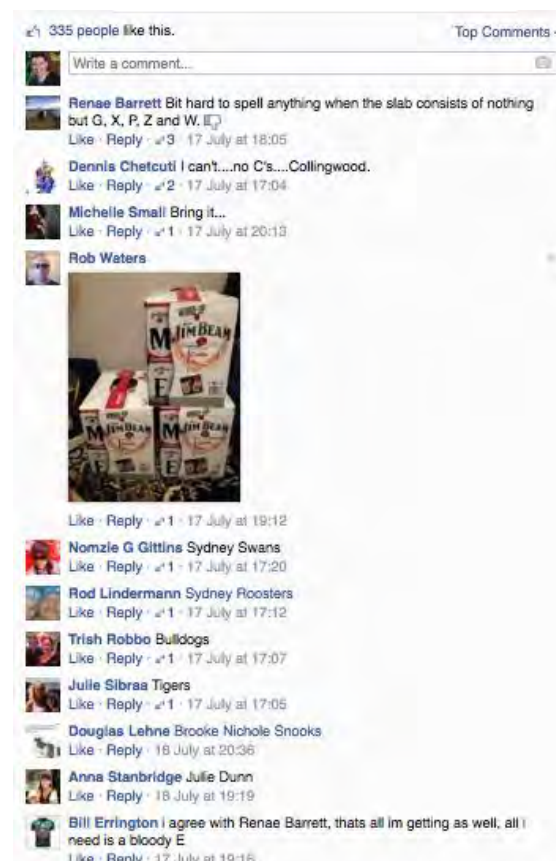 335 people like this.
Top Comments
Write a comment...
Renae Barrett Bit hard to spell anything when the slab consists of nothing
but G, X, P, Z and W.
Like · Reply · 3 · 17 July at 18:05
Dennis Chetcuti I can't....no C's....Collingwood.
Like · Reply · 2 · 17 July at 17:04
Michelle Small Bring it...
Like · Reply · 1 · 17 July at 20:13
Rob Waters
JIM BEAM
M
E
JIM BEAM
M
JIM BEAM
M
E
Like · Reply · 1 · 17 July at 19:12
Nomzie G Gittins Sydney Swans
Like · Reply · 1 · 17 July at 17:20
Rod Lindermann Sydney Roosters
Like · Reply · 1 · 17 July at 17:12
Trish Robbo Bulldogs
Like · Reply · 1 · 17 July at 17:07
Julie Sibraa Tigers
Like · Reply · 1 · 17 July at 17:05
Douglas Lehne Brooke Nichole Snooks
Like · Reply · 18 July at 20:36
Anna Stanbridge Julie Dunn
Like · Reply · 18 July at 19:19
Bill Errington i agree with Renae Barrett, thats all im getting as well, all i
need is a bloody E
Like · Reply · 17 July at 19:16